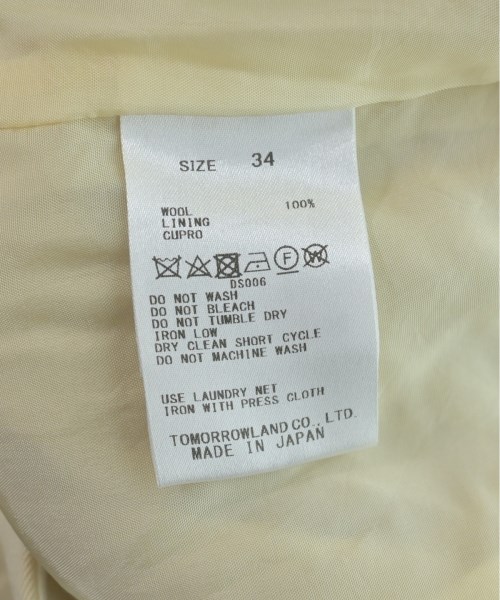 SIZE 34
WOOL 100%
LINING
CUPRO
F W
DS006
DO NOT WASH
DO NOT BLEACH
DO NOT TUMBLE DRY
IRON LOW
DRY CLEAN SHORT CYCLE
DO NOT MACHINE WASH
USE LAUNDRY NET
IRON WITH PRESS CLOTH
TOMORROWLAND CO., LTD.
MADE IN JAPAN